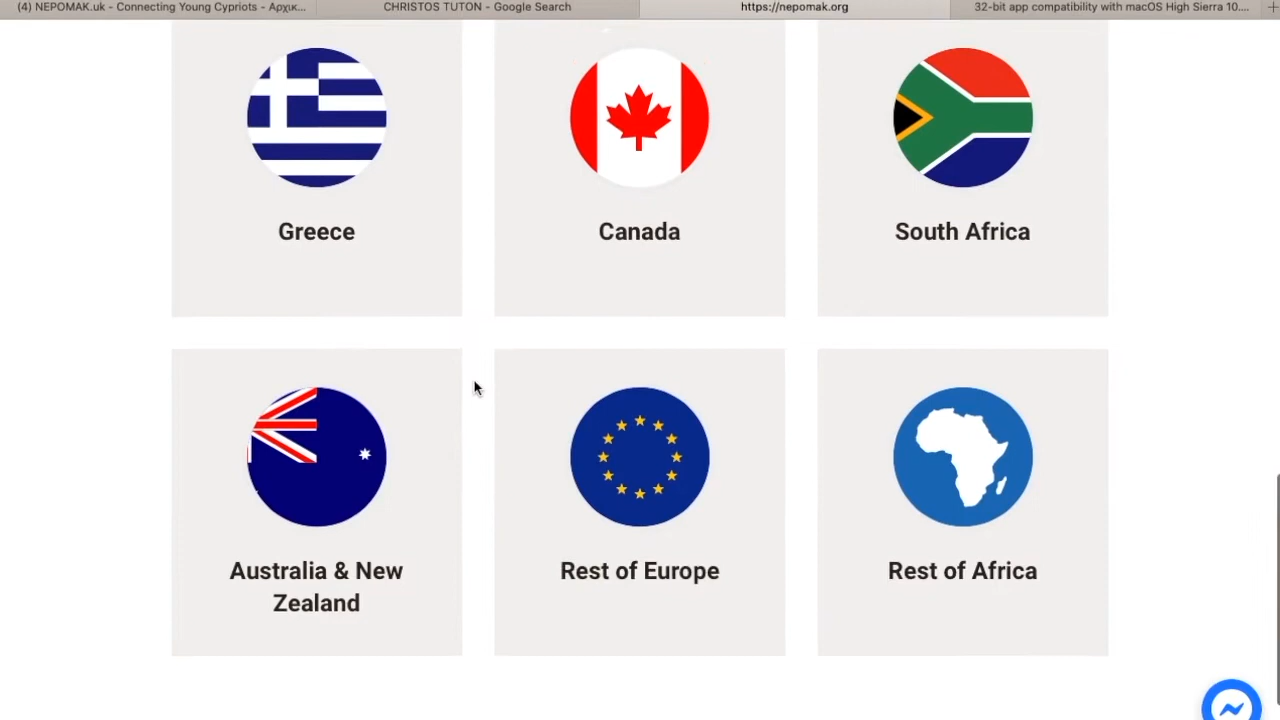 (4) NEPOMAK.uk - Connecting Young Cypriots - Αρχικ...
CHRISTOS TUTON - Google Search
https://nepomak.org
32-bit app compatibility with macOS High Sierra 10....
Greece
Canada
South Africa
Australia & New
Zealand
Rest of Europe
Rest of Africa